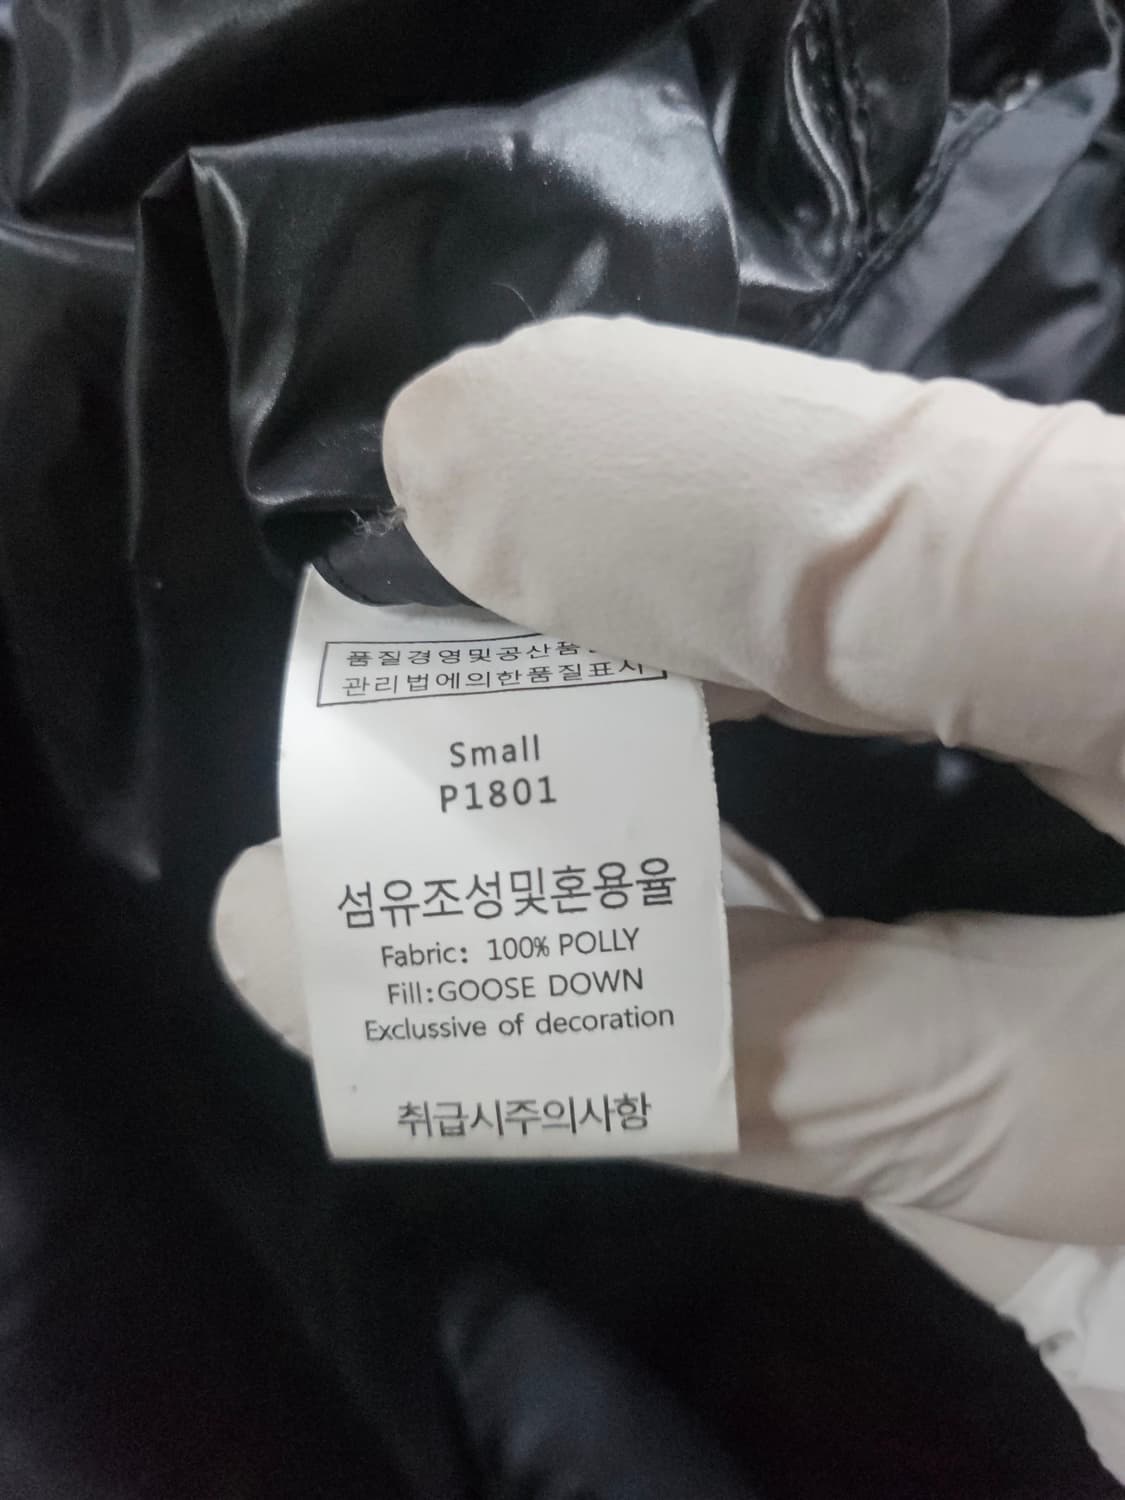 품질경영및공산품
관리법에의한품질표시
Small
P1801
섬유조성및혼용율
Fabric: 100% POLLY
Fill:GOOSE DOWN
Exclussive of decoration
취급시주의사항